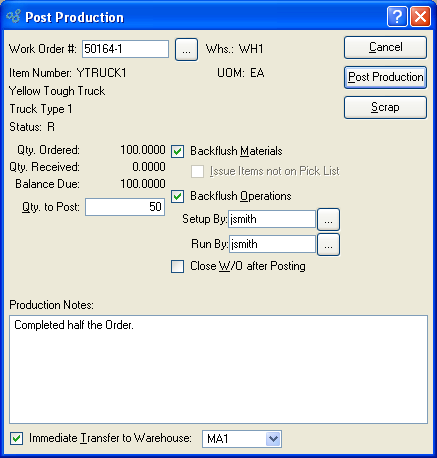 Post Production
Work Order #: 50164-1 ... Whs.: WH1
Cancel
Item Number: YTRUCK1 UOM: EA
Post Production
Yellow Tough Truck
Truck Type 1
Scrap
Status: R
Qty. Ordered: 100.0000
Backflush Materials
Qty. Received: 0.0000
Issue Items not on Pick List
Balance Due: 100.0000
Backflush Operations
Qty. to Post: 50
Setup By: jsmith ...
Run By: jsmith ...
Close W/O after Posting
Production Notes:
Completed half the Order.
Immediate Transfer to Warehouse: MA1